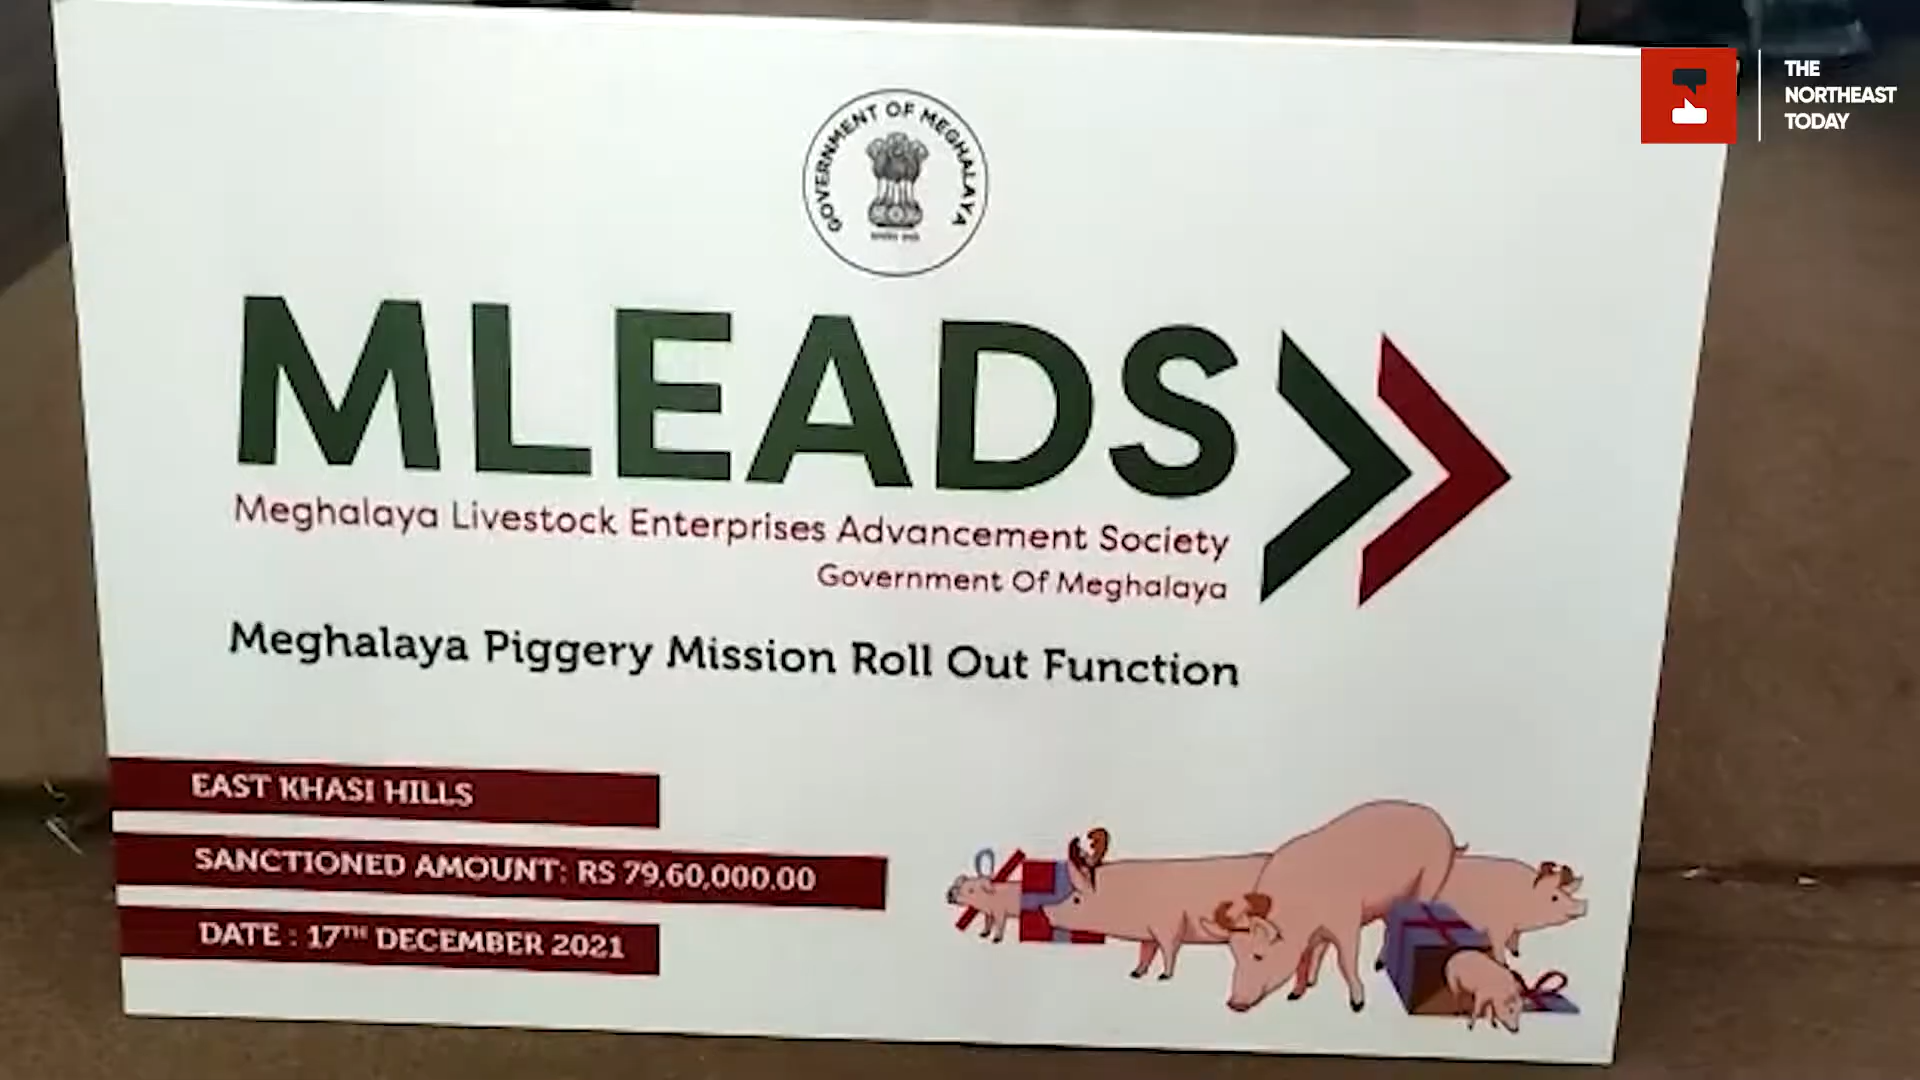 THE
NORTHEAST
TODAY
GOVERNMENT OF MEGHALAYA
MLEADS
Meghalaya Livestock Enterprises Advancement Society
Government Of Meghalaya
Meghalaya Piggery Mission Roll Out Function
EAST KHASI HILLS
SANCTIONED AMOUNT: RS 79,60,000.00
DATE : 17TH DECEMBER 2021